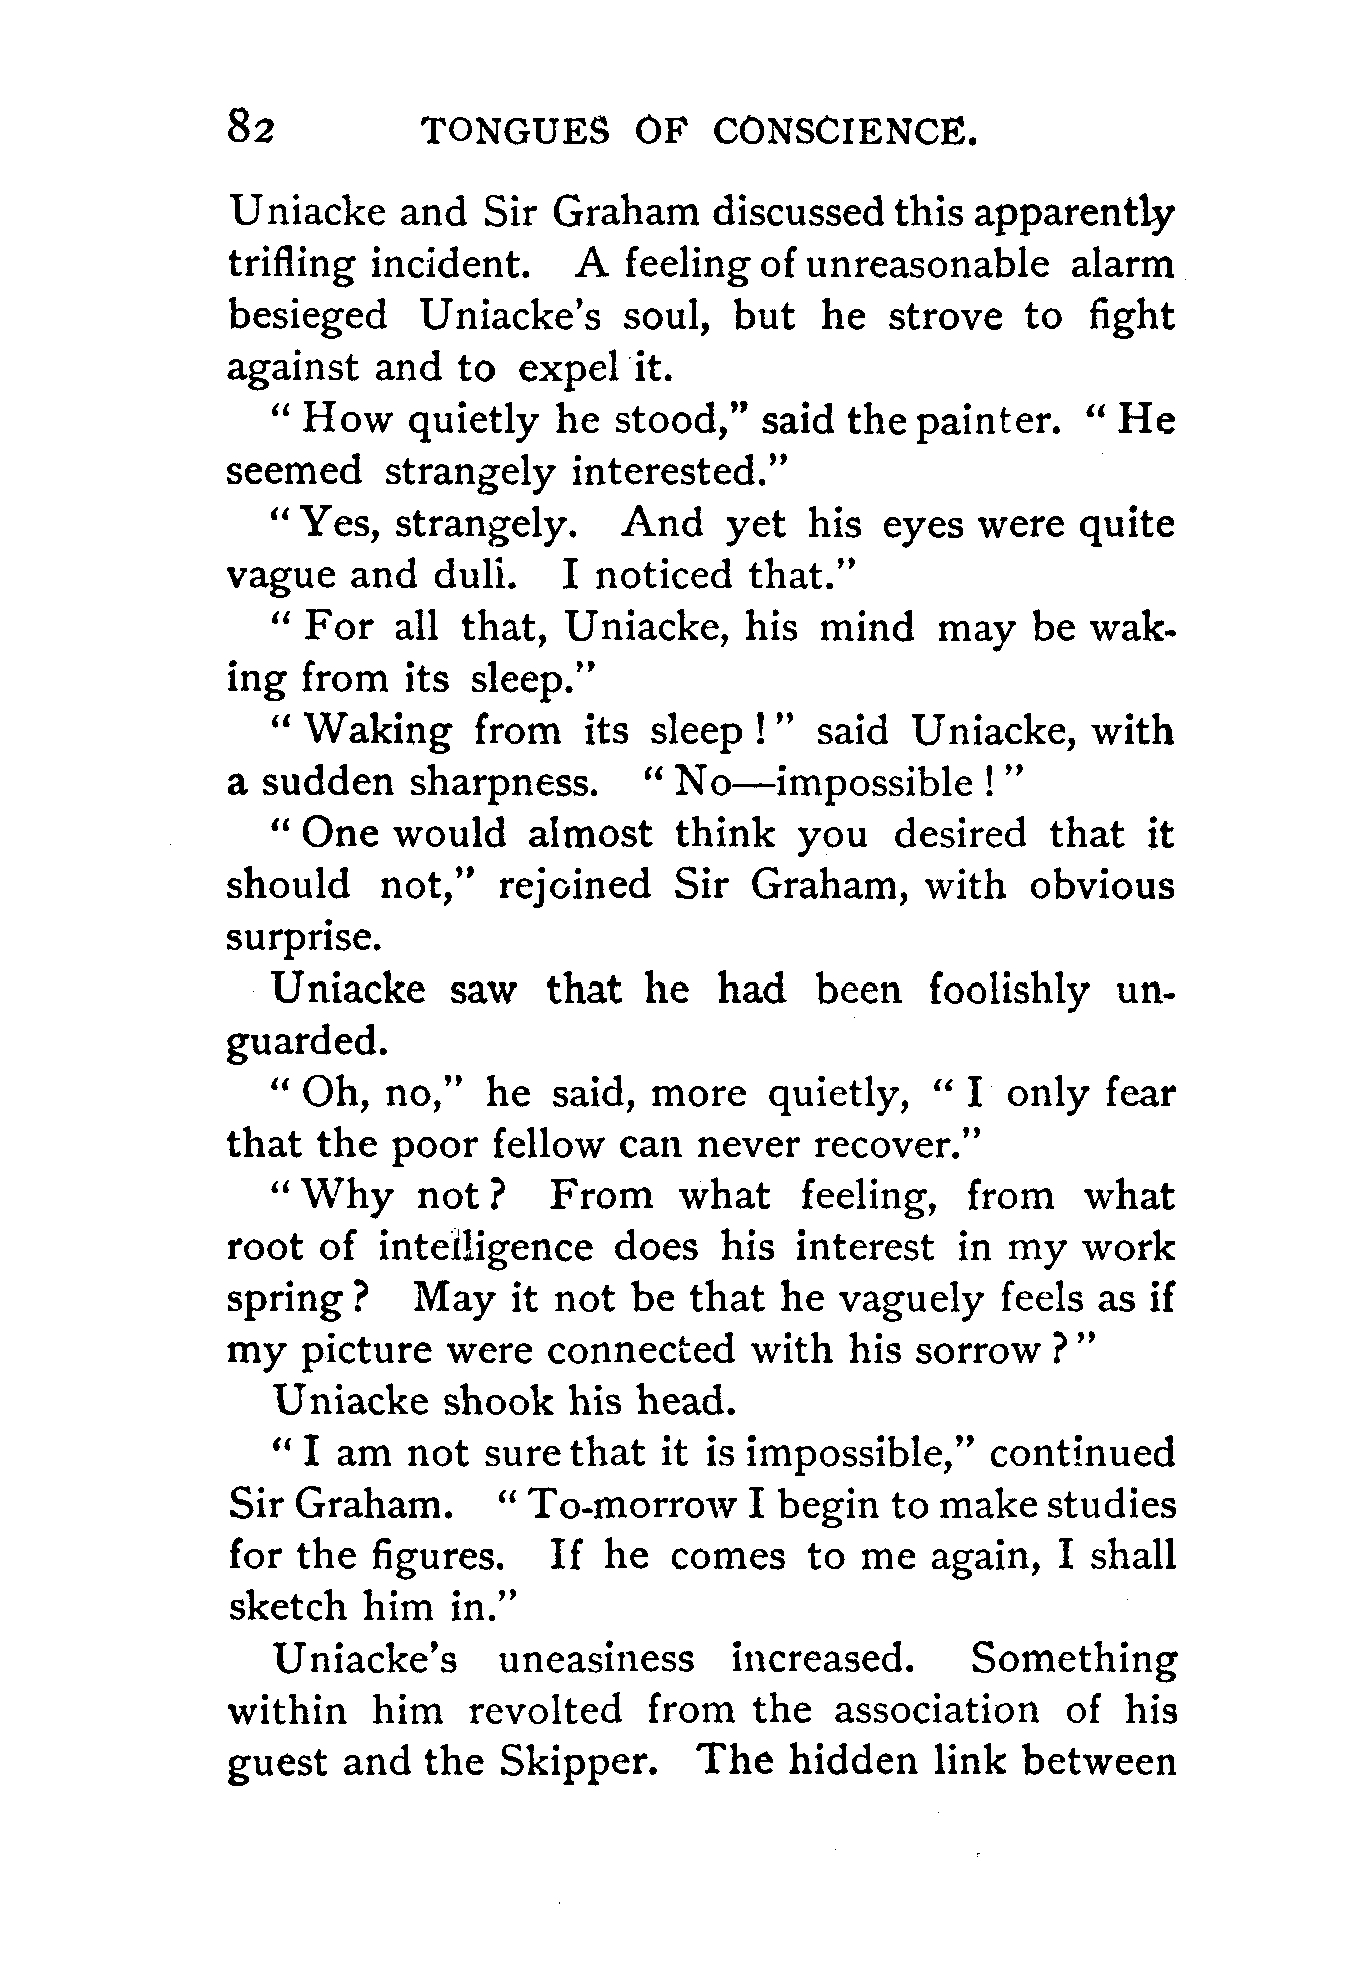 82 TONGUES OF CONSCIENCE.
Uniacke and Sir Graham discussed this apparently
trifling incident. A feeling of unreasonable alarm
besieged Uniacke's soul, but he strove to fight
against and to expel it.
" How quietly he stood," said the painter. " He
seemed strangely interested."
" Yes, strangely. And yet his eyes were quite
vague and dull. I noticed that."
" For all that, Uniacke, his mind may be wak-
ing from its sleep."
" Waking from its sleep ! " said Uniacke, with
a sudden sharpness. " No—impossible ! "
" One would almost think you desired that it
should not," rejoined Sir Graham, with obvious
surprise.
Uniacke saw that he had been foolishly un-
guarded.
" Oh, no," he said, more quietly, " I only fear
that the poor fellow can never recover."
" Why not ? From what feeling, from what
root of intelligence does his interest in my work
spring ? May it not be that he vaguely feels as if
my picture were connected with his sorrow ? "
Uniacke shook his head.
" I am not sure that it is impossible," continued
Sir Graham. " To-morrow I begin to make studies
for the figures. If he comes to me again, I shall
sketch him in."
Uniacke's uneasiness increased. Something
within him revolted from the association of his
guest and the Skipper. The hidden link between